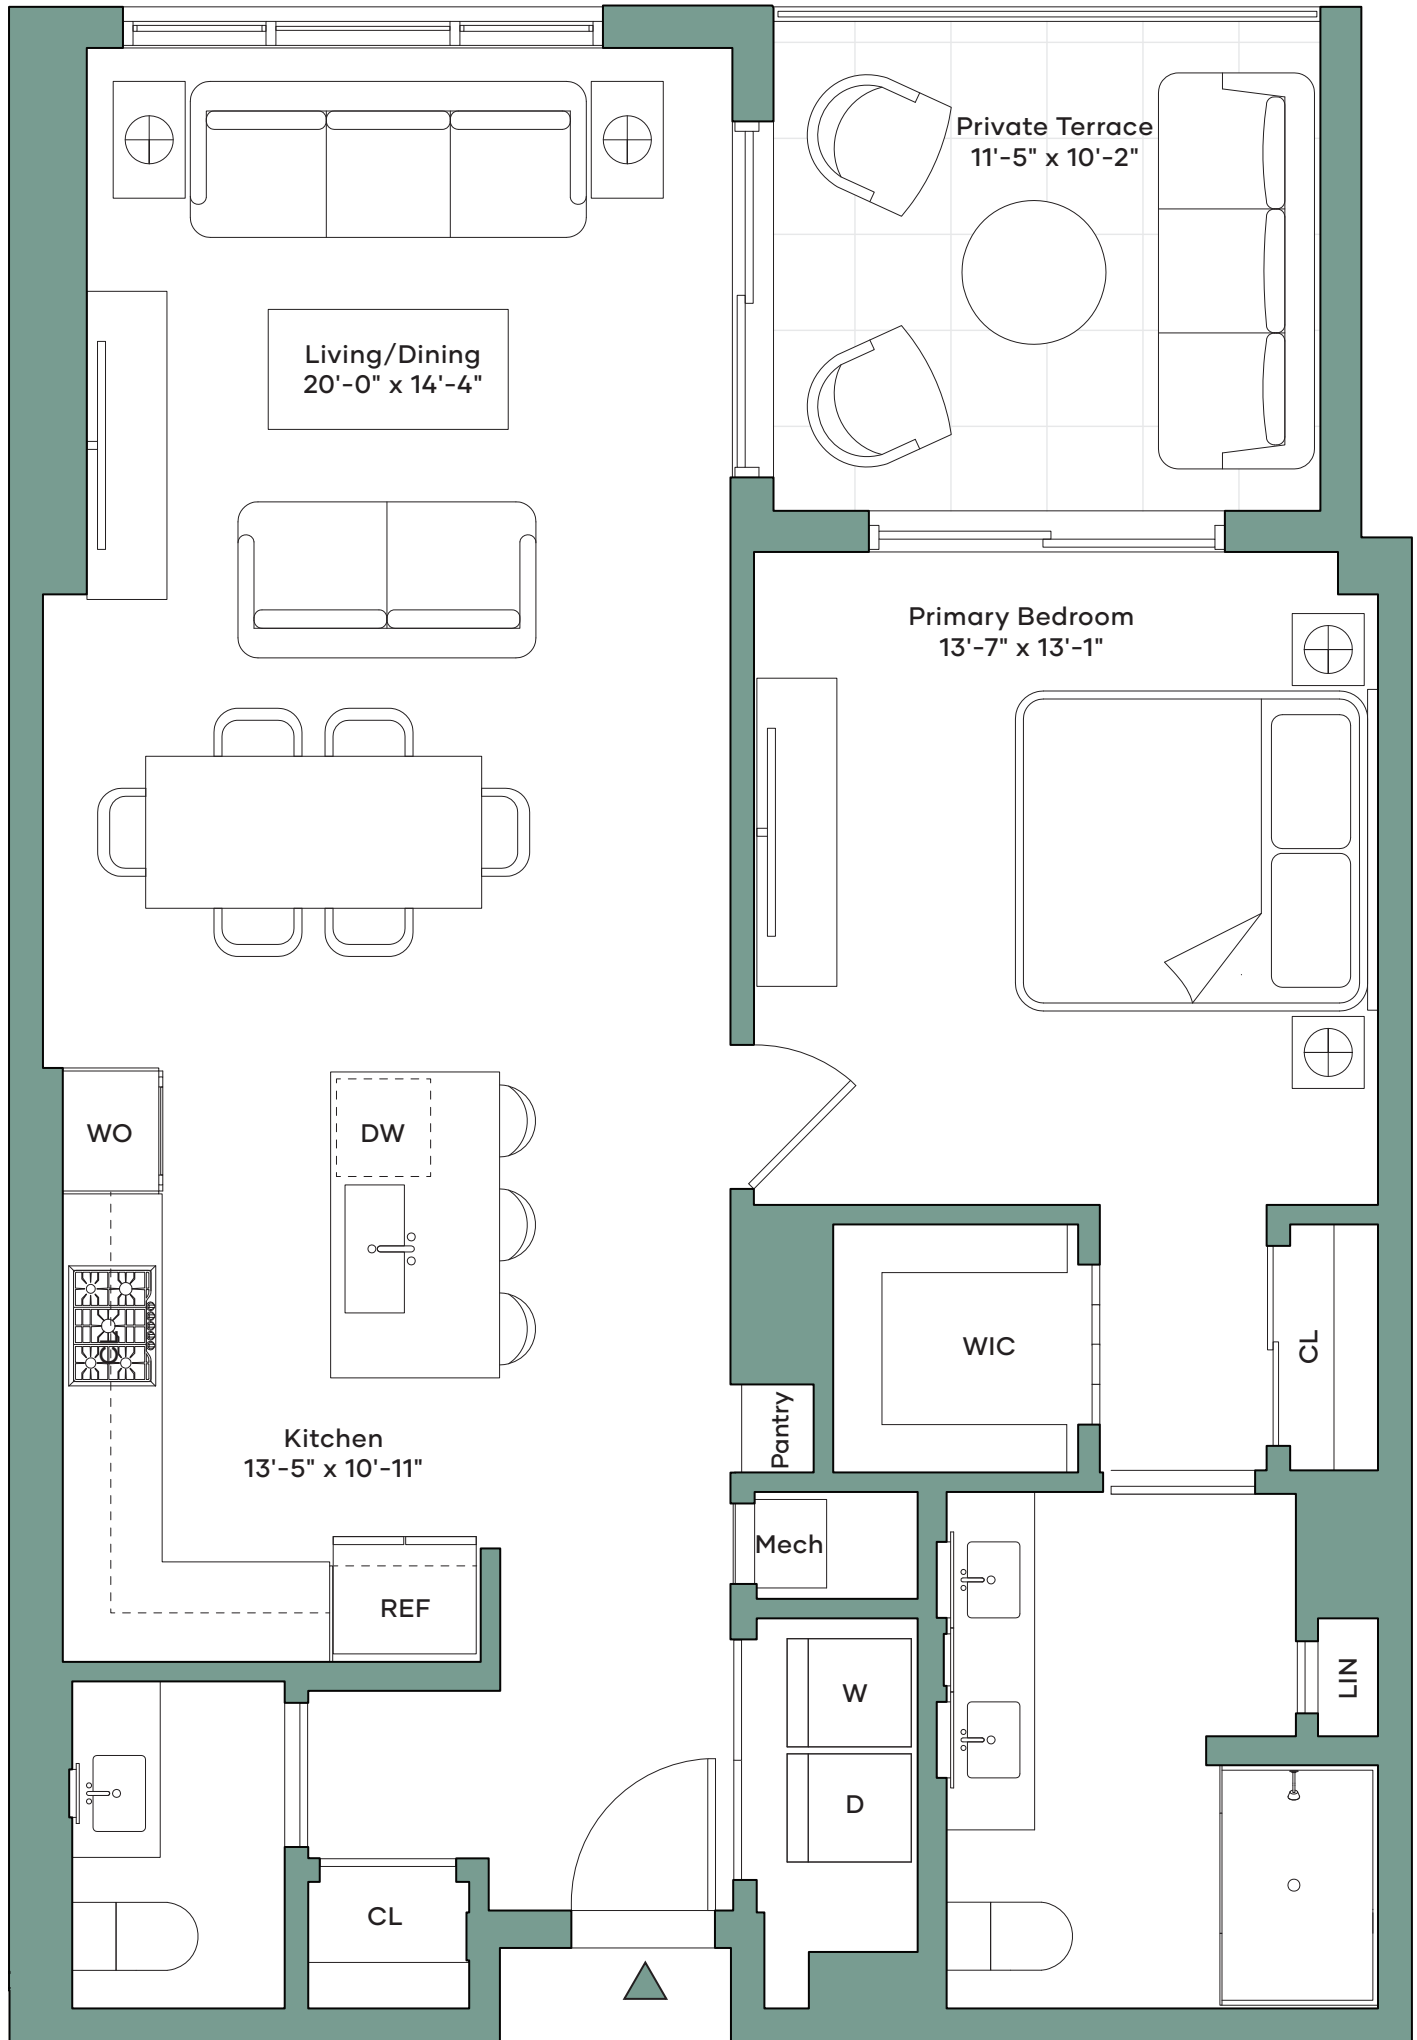 Private Terrace
11'-5" x 10'-2"
Living/Dining
20'-0" x 14'-4"
Primary Bedroom
13'-7" x 13'-1"
WO
DW
WIC
CL
Pantry
Kitchen
13'-5" x 10'-11"
Mech
REF
LIN
W
D
CL